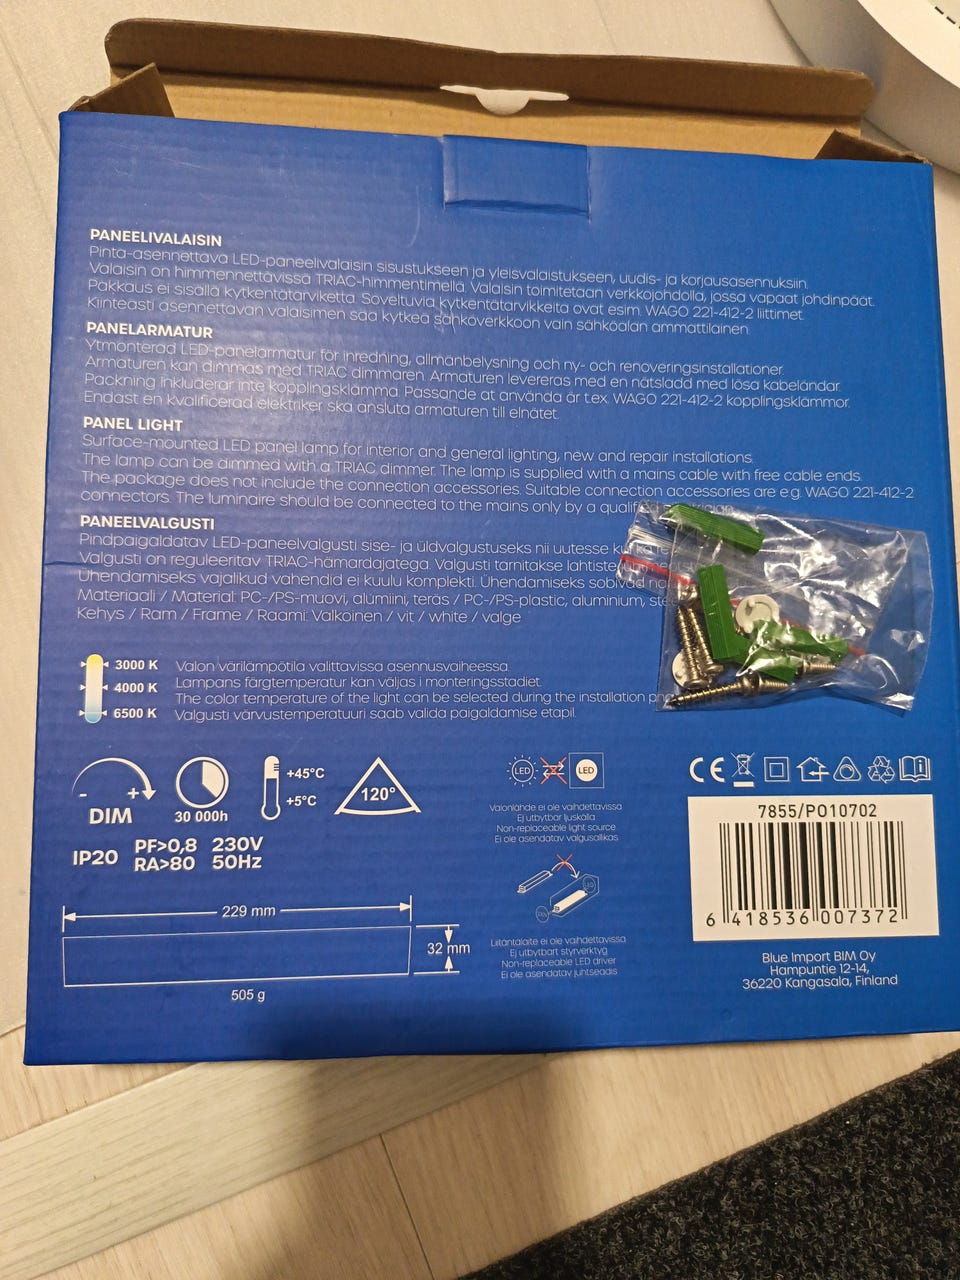 PANEELIVALAISIN
Pinta-asennettava LED-paneelivalaisin sisustukseen ja yleisvalaistukseen, uudis- ja korjausasennuksiin.
Valaisin on himmennettävissä TRIAC-himmentimellä. Valaisin toimitetaan verkkojohdolla, jossa vapaat johdinpäät.
Pakkaus ei sisällä kytkentätarviketta. Soveltuvia kytkentätarvikkeita ovat esim. WAGO 221-412-2 liittimet.
Kiinteästi asennettavan valaisimen saa kytkeä sähköverkkoon vain sähköalan ammattilainen.
PANELARMATUR
Ytmonterad LED-panelarmatur för inredning, allmänbelysning och ny- och renoveringsinstallationer.
Armaturen kan dimmas med TRIAC dimmaren. Armaturen levereras med en nätsladd med lösa kabeländar.
Packning inkluderar inte kopplingsklämma. Passande at använda är t.ex. WAGO 221-412-2 kopplingsklämmor.
Endast en kvalificerad elektriker ska ansluta armaturen till elnätet.
PANEL LIGHT
Surface-mounted LED panel lamp for interior and general lighting, new and repair installations.
The lamp can be dimmed with a TRIAC dimmer. The lamp is supplied with a mains cable with free cable ends.
The package does not include the connection accessories. Suitable connection accessories are e.g. WAGO 221-412-2
connectors. The luminaire should be connected to the mains only by a qualified
PANEELVALGUSTI
Pindpaigaldatav LED-paneelvalgusti sise- ja üldvalgustuseks nii uutesse kui ka
Valgusti on reguleeritav TRIAC-hämardajatega. Valgusti tarnitakse lahtiste
Ühendamiseks vajalikud vahendid ei kuulu komplekti. Ühendamiseks sobivad
Materiaali / Material: PC-/PS-muovi, alumiini, teräs / PC-/PS-plastic, aluminium,
Kehys / Ram / Frame / Raami: Valkoinen / vit / white / valge
3000 K
4000 K
6500 K
Valon värilämpötila valittavissa asennusvaiheessa.
Lampans färgtemperatur kan väljas i monteringsstadiet.
The color temperature of the light can be selected during the installation
Valgusti värvustemperatuuri saab valida paigaldamise etapil.
DIM
30 000h
+45°C
+5°C
120°
IP20
PF>0,8
RA>80
230V
50Hz
LED
LED
Valonlähde ei ole vaihdettavissa
Ej utbytbar ljuskälla
Non-replaceable light source
Ei ole asendatav valgusallikas
Liitäntälaite ei ole vaihdettavissa
Ej utbytbart styrverktyg
Non-replaceable LED driver
Ei ole asendatav juhtseadis
229 mm
32 mm
505 g
CE
7855/PO10702
6 418536 007372
Blue Import BIM Oy
Hampuntie 12-14,
36220 Kangasala, Finland